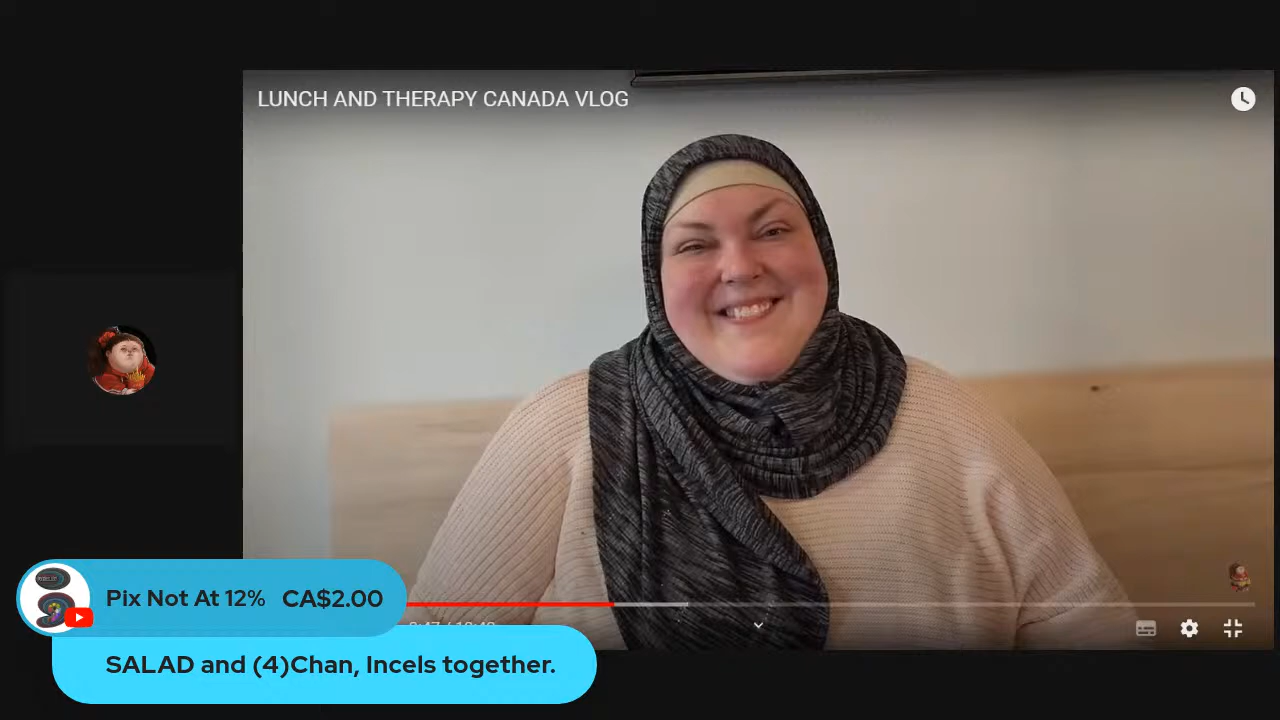 LUNCH AND THERAPY CANADA VLOG
Pix Not At 12% CA$2.00
SALAD and (4)Chan, Incels together.